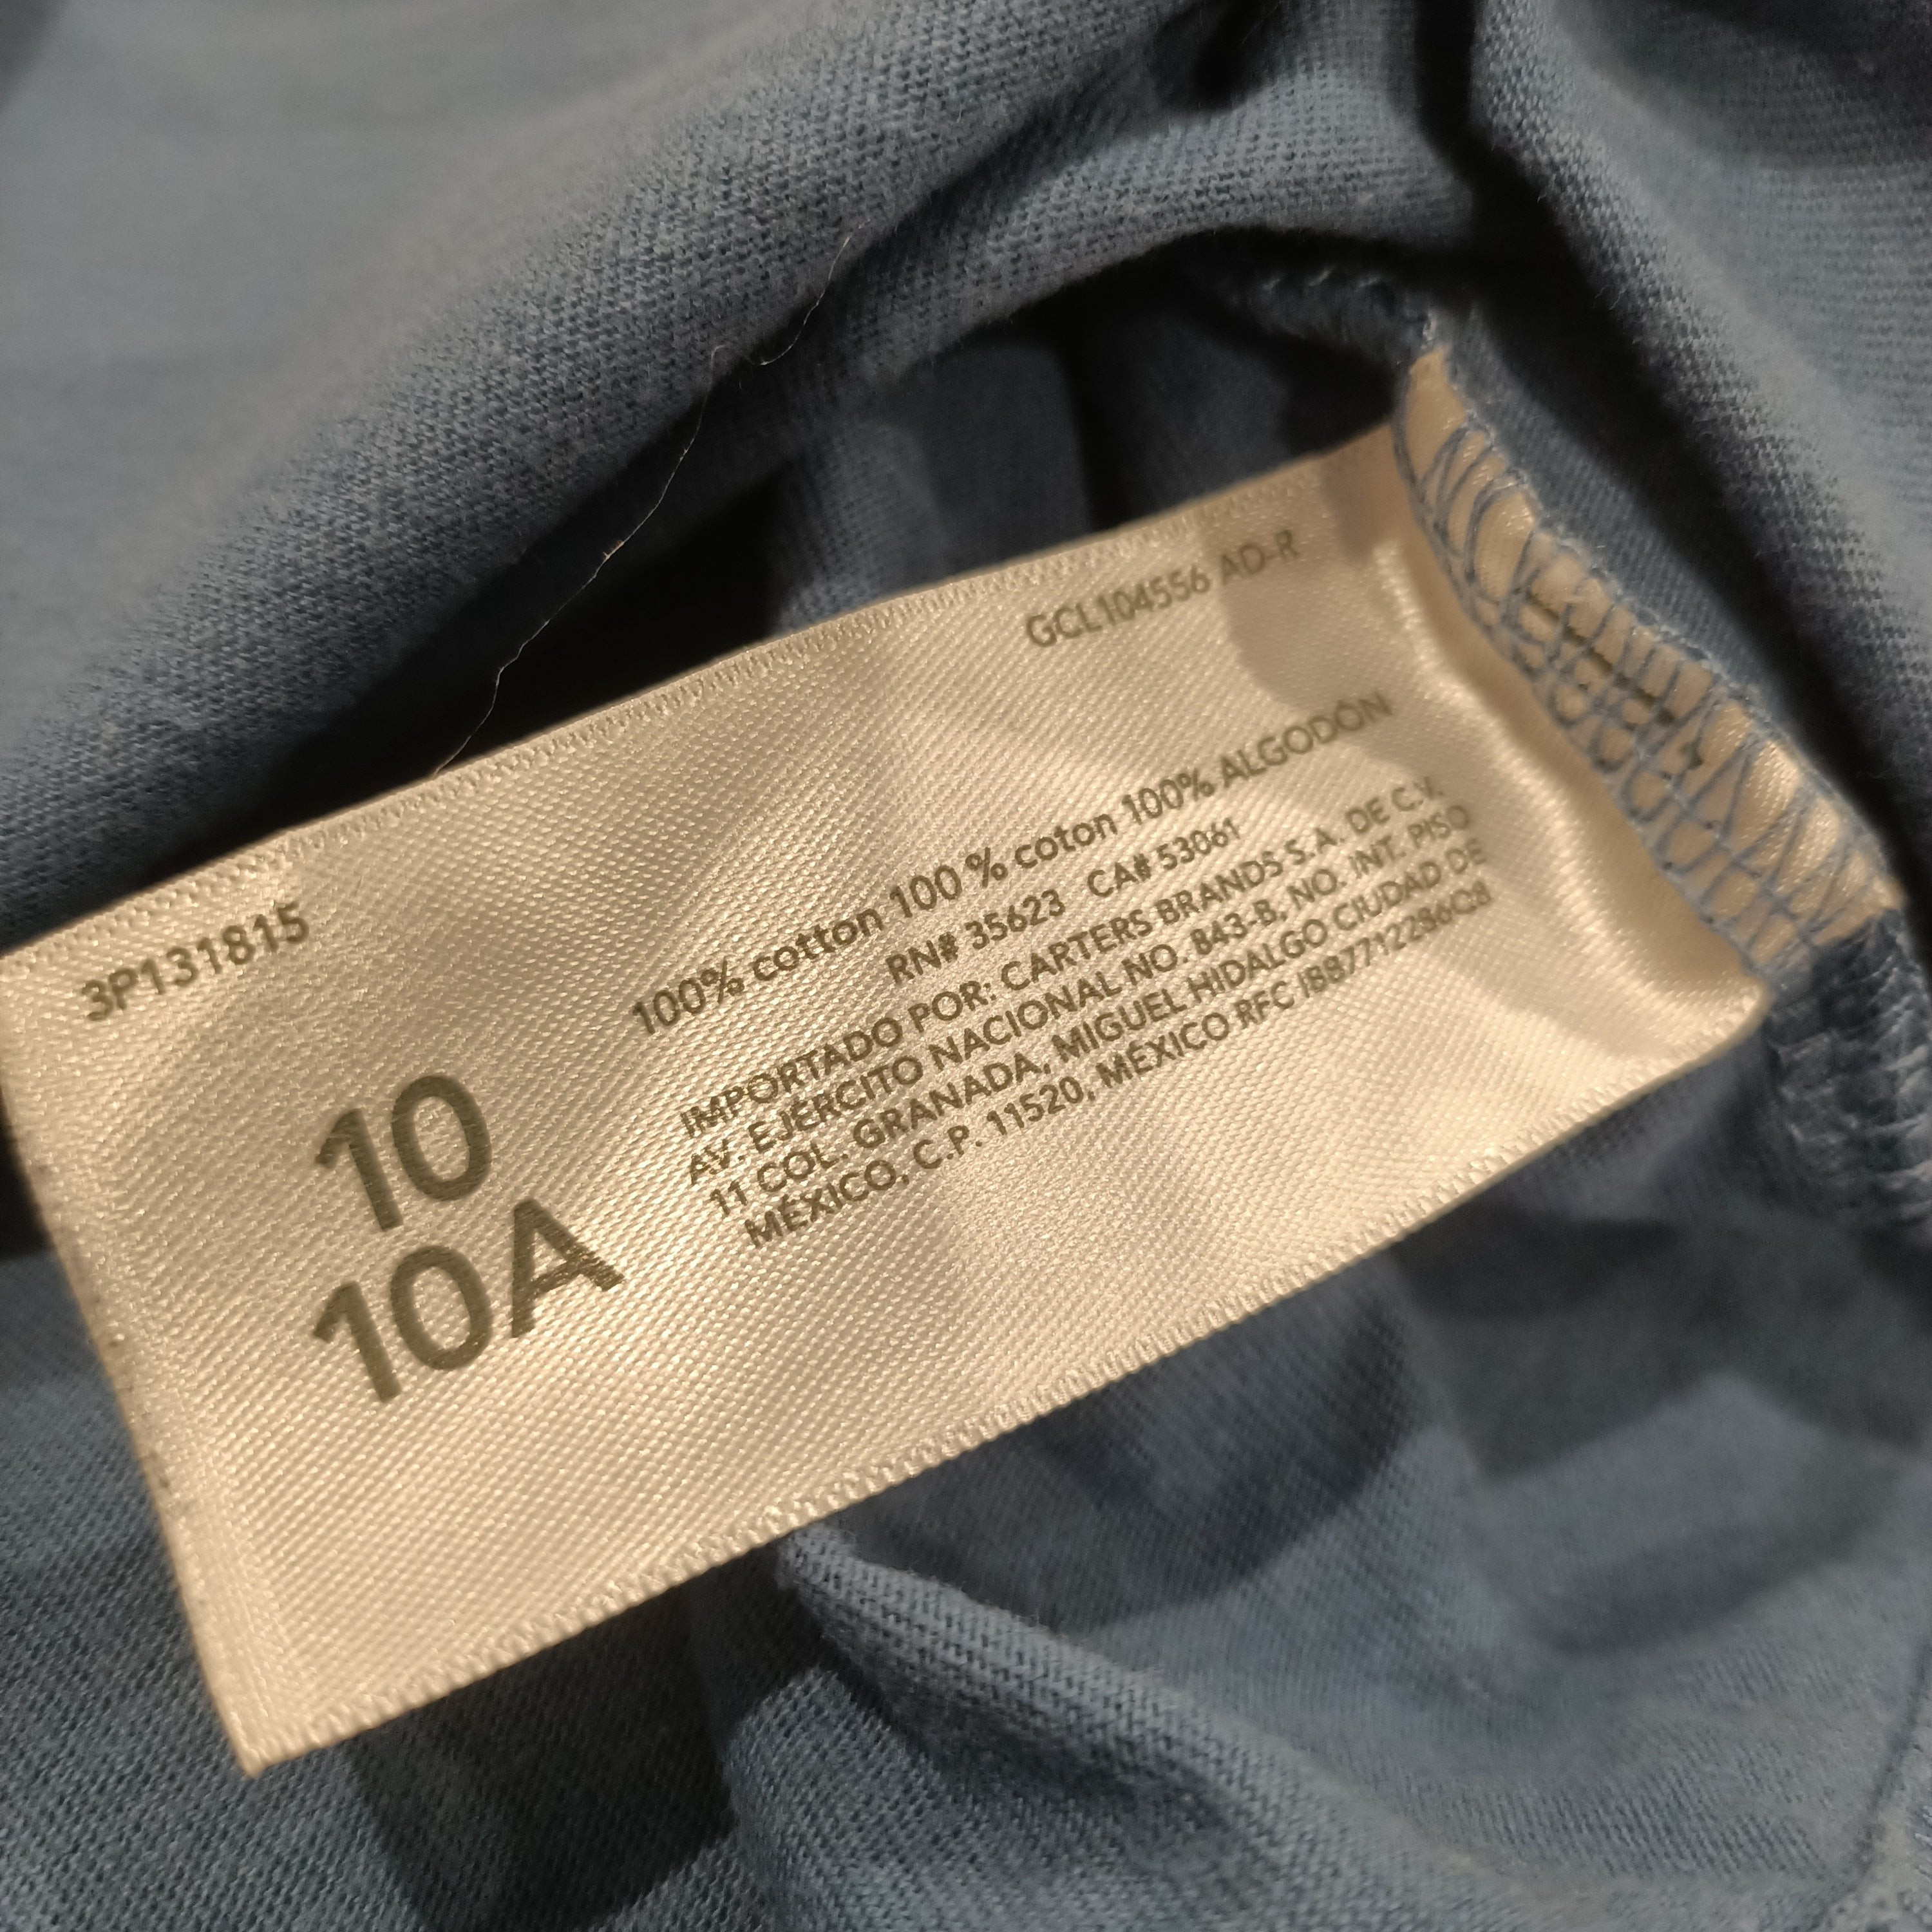 GCL104556 AD-R
3P131815
100% cotton 100 % coton 100% ALGODÓN
RN# 35623 CA# 53061
IMPORTADO POR: CARTERS BRANDS S.A. DE C.V.
AV. EJÉRCITO NACIONAL NO. 843-B, NO. INT. PISO
11 COL. GRANADA, MIGUEL HIDALGO CIUDAD DE
MÉXICO, C.P. 11520, MÉXICO RFC IBB7712286Q8
10
10A